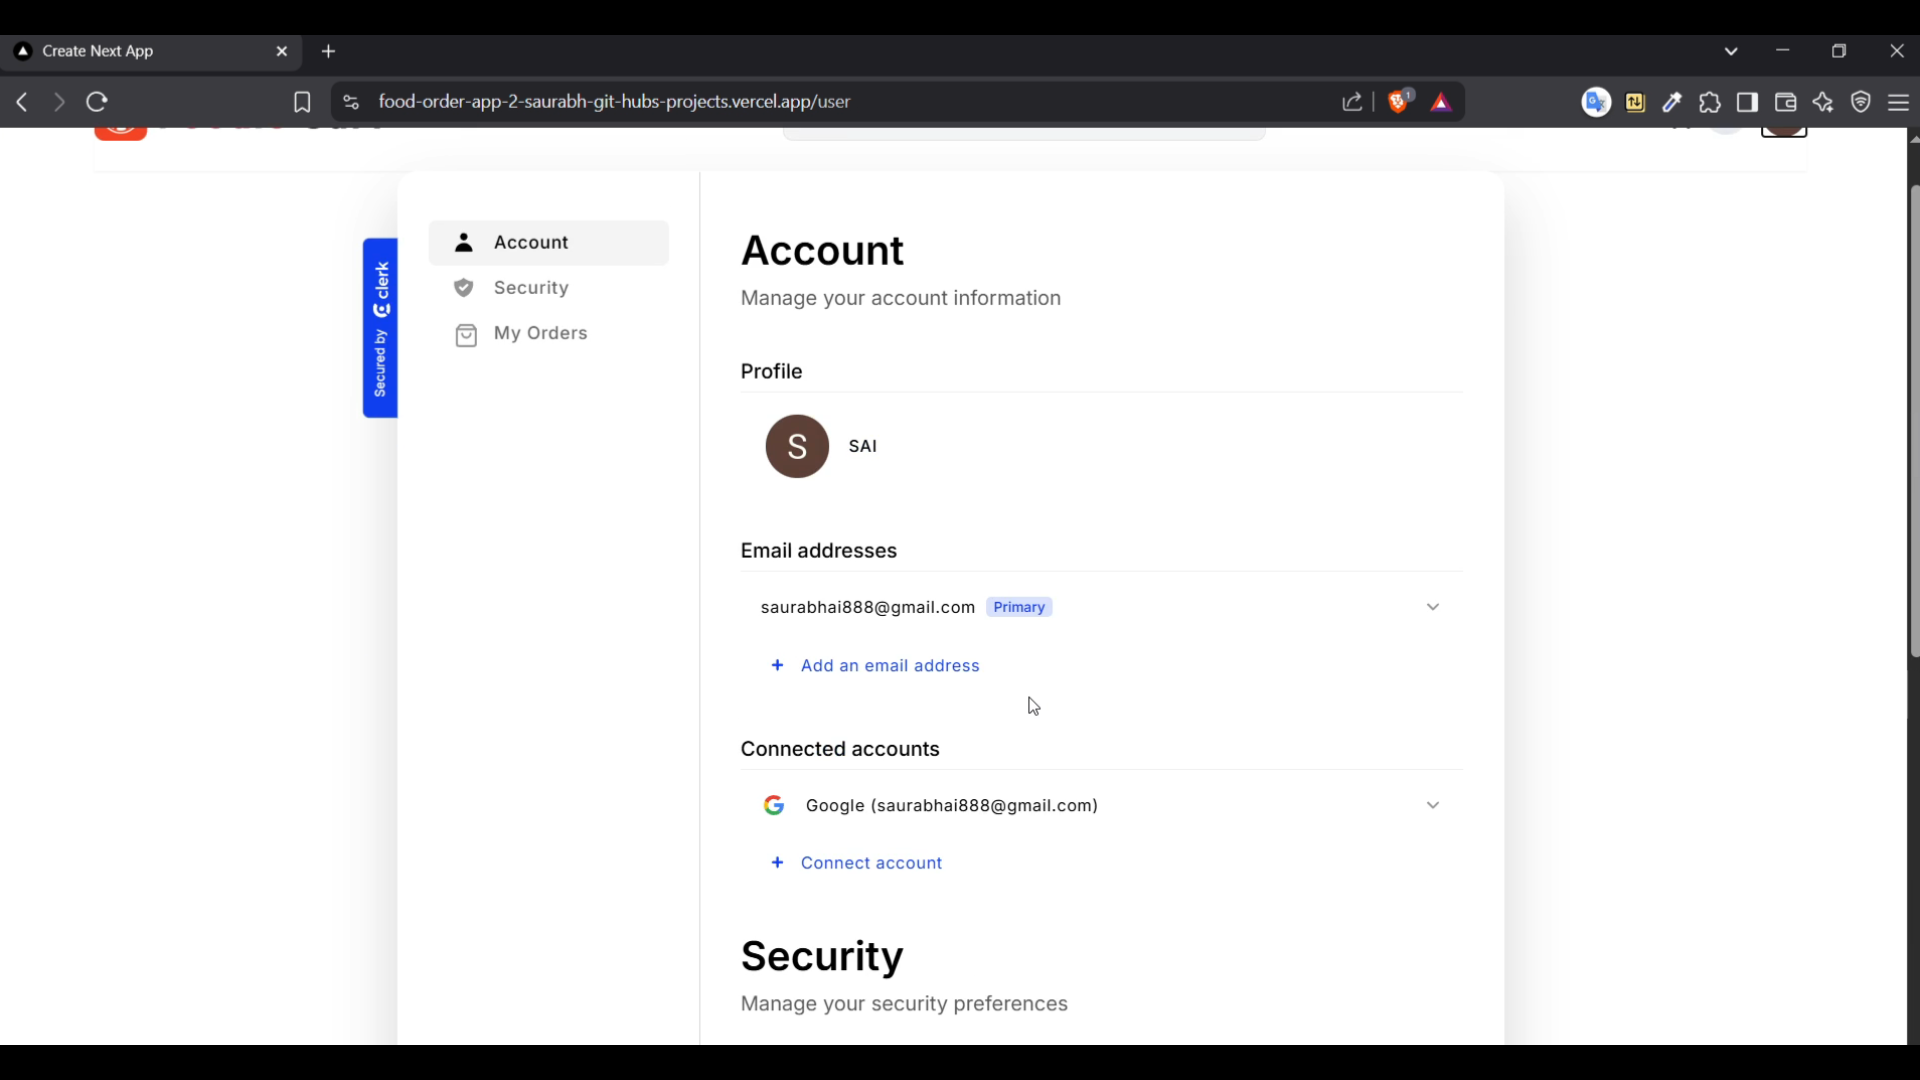 Create Next App
food-order-app-2-saurabh-git-hubs-projects.vercel.app/user
1
Account
Security
My Orders
Secured by clerk
Account
Manage your account information
Profile
S
SAI
Email addresses
saurabhai888@gmail.com Primary
+ Add an email address
Connected accounts
Google (saurabhai888@gmail.com)
+ Connect account
Security
Manage your security preferences